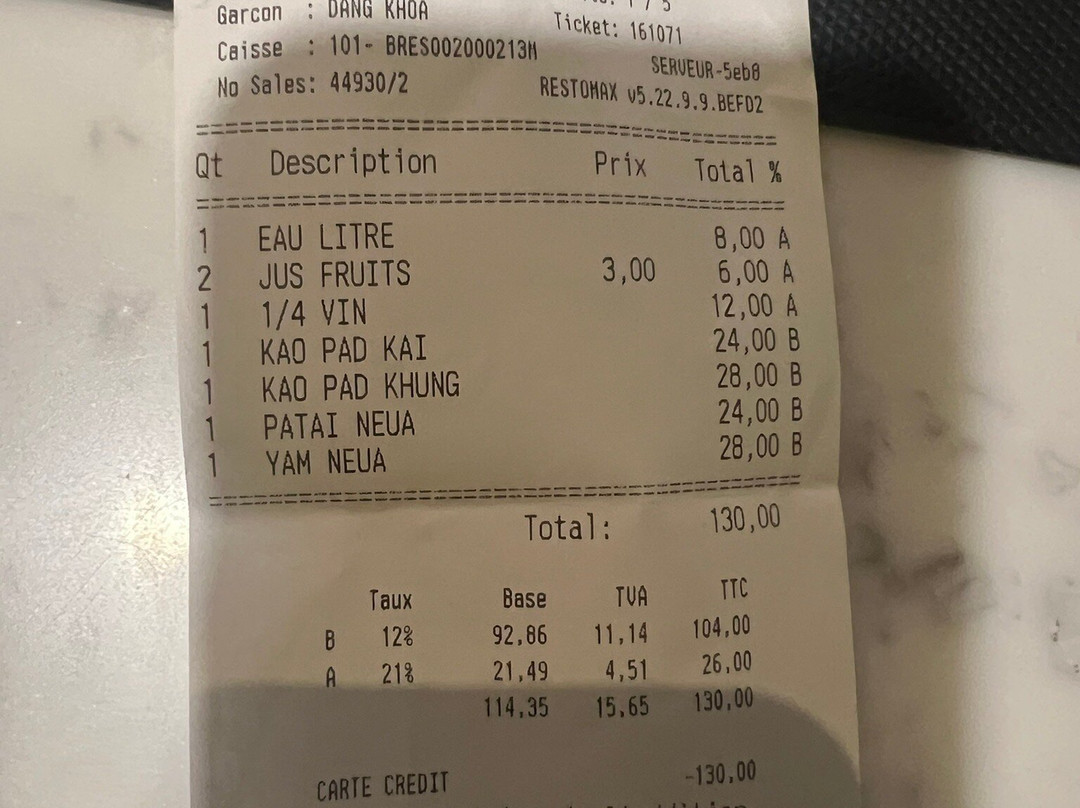 Garcon : DANG KHOA
Ticket: 161071
Caisse : 101- BRES002000213M
SERVEUR-5eb8
No Sales: 44930/2
RESTOMAX v5.22.9.9.BEFD2
Qt Description Prix Total %
1 EAU LITRE 8,00 A
2 JUS FRUITS 3,00 6,00 A
1 1/4 VIN 12,00 A
1 KAO PAD KAI 24,00 B
1 KAO PAD KHUNG 28,00 B
1 PATAI NEUA 24,00 B
1 YAM NEUA 28,00 B
Total: 130,00
Taux Base TVA TTC
B 12% 92,86 11,14 104,00
A 21% 21,49 4,51 26,00
114,35 15,65 130,00
CARTE CREDIT -130,00